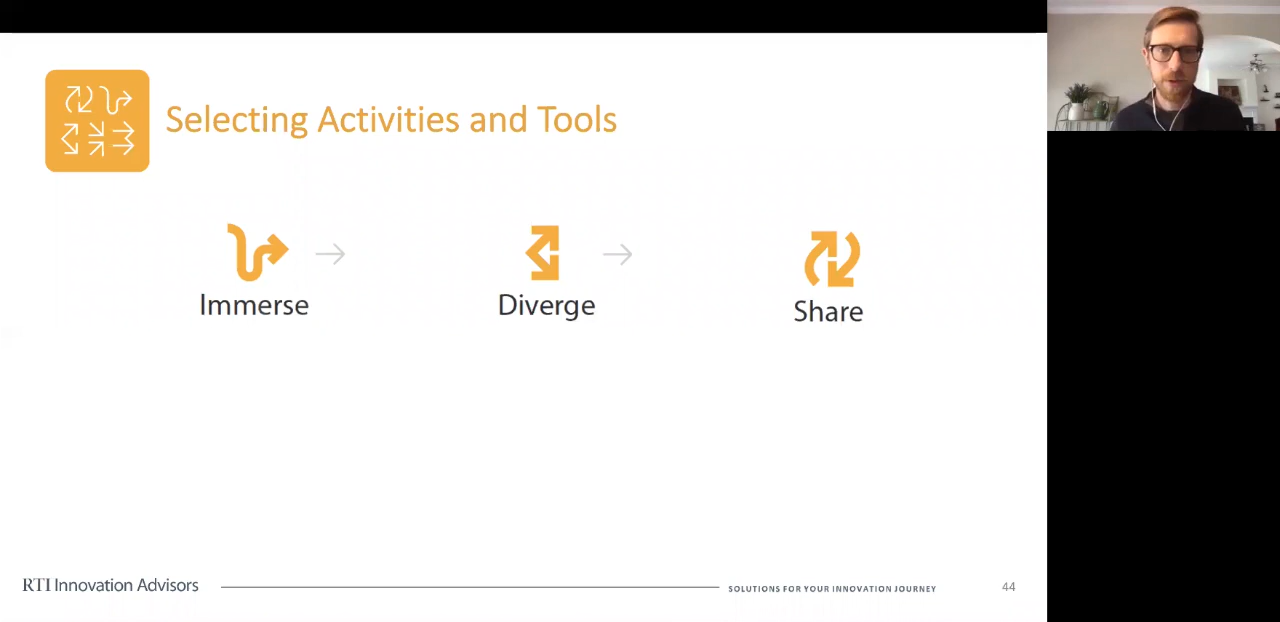 Selecting Activities and Tools
Immerse
Diverge
Share
RTI Innovation Advisors
SOLUTIONS FOR YOUR INNOVATION JOURNEY
44